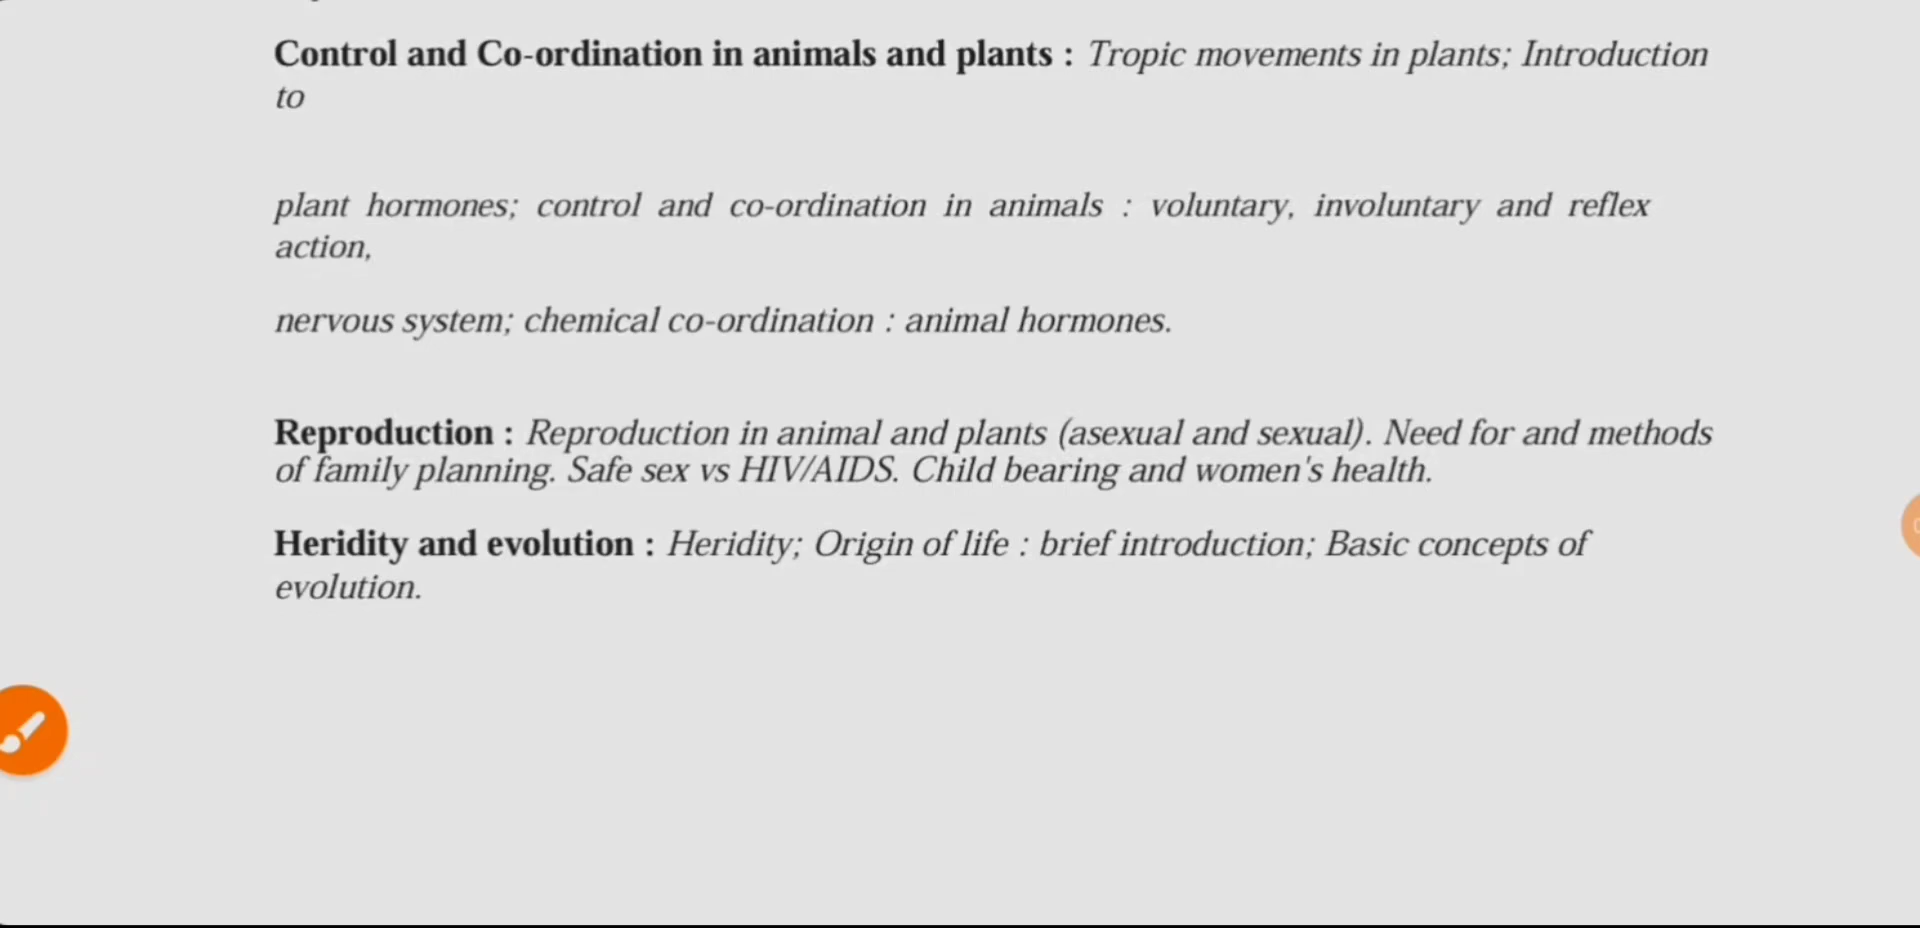 Control and Co-ordination in animals and plants : Tropic movements in plants; Introduction
to
plant hormones; control and co-ordination in animals : voluntary, involuntary and reflex
action,
nervous system; chemical co-ordination : animal hormones.
Reproduction : Reproduction in animal and plants (asexual and sexual). Need for and methods
of family planning. Safe sex vs HIV/AIDS. Child bearing and women's health.
Heridity and evolution : Heridity; Origin of life : brief introduction; Basic concepts of
evolution.